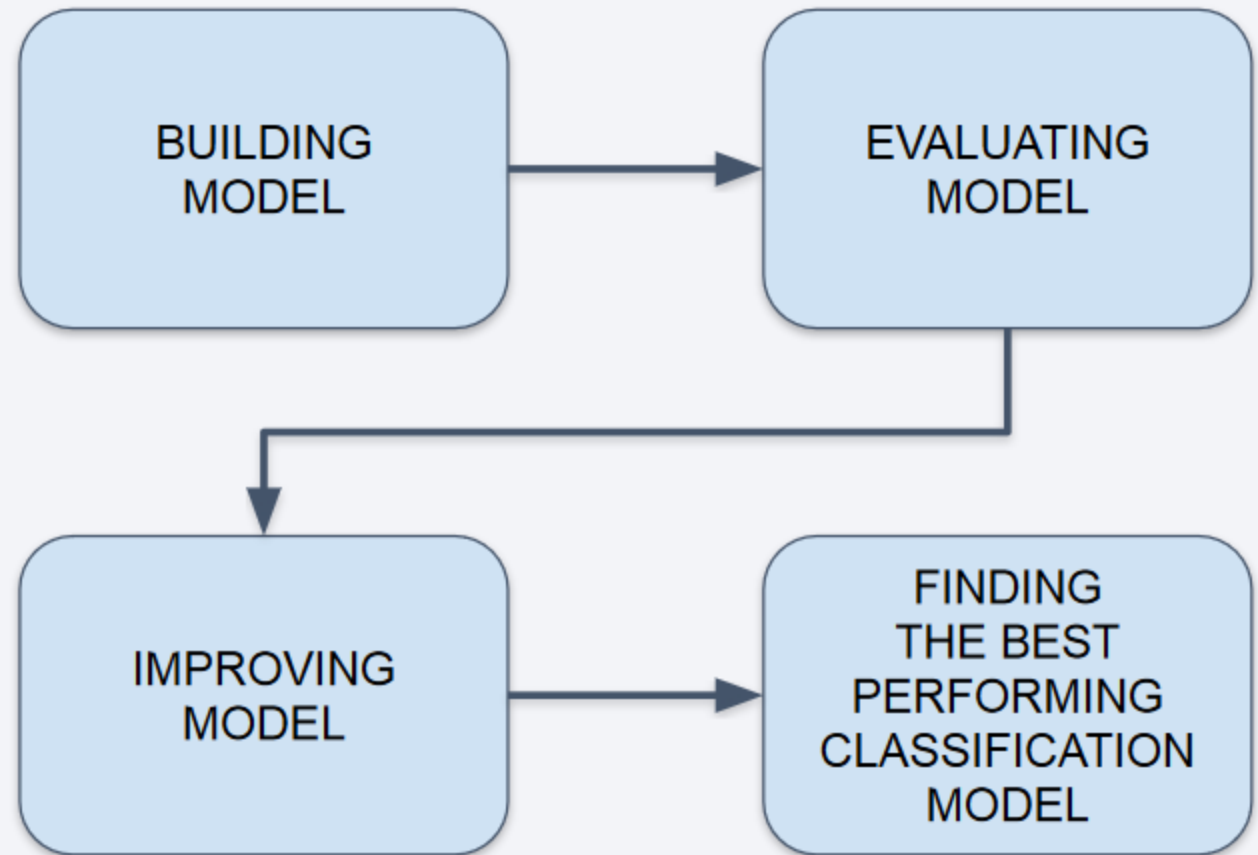 BUILDING
MODEL
EVALUATING
MODEL
IMPROVING
MODEL
FINDING
THE BEST
PERFORMING
CLASSIFICATION
MODEL